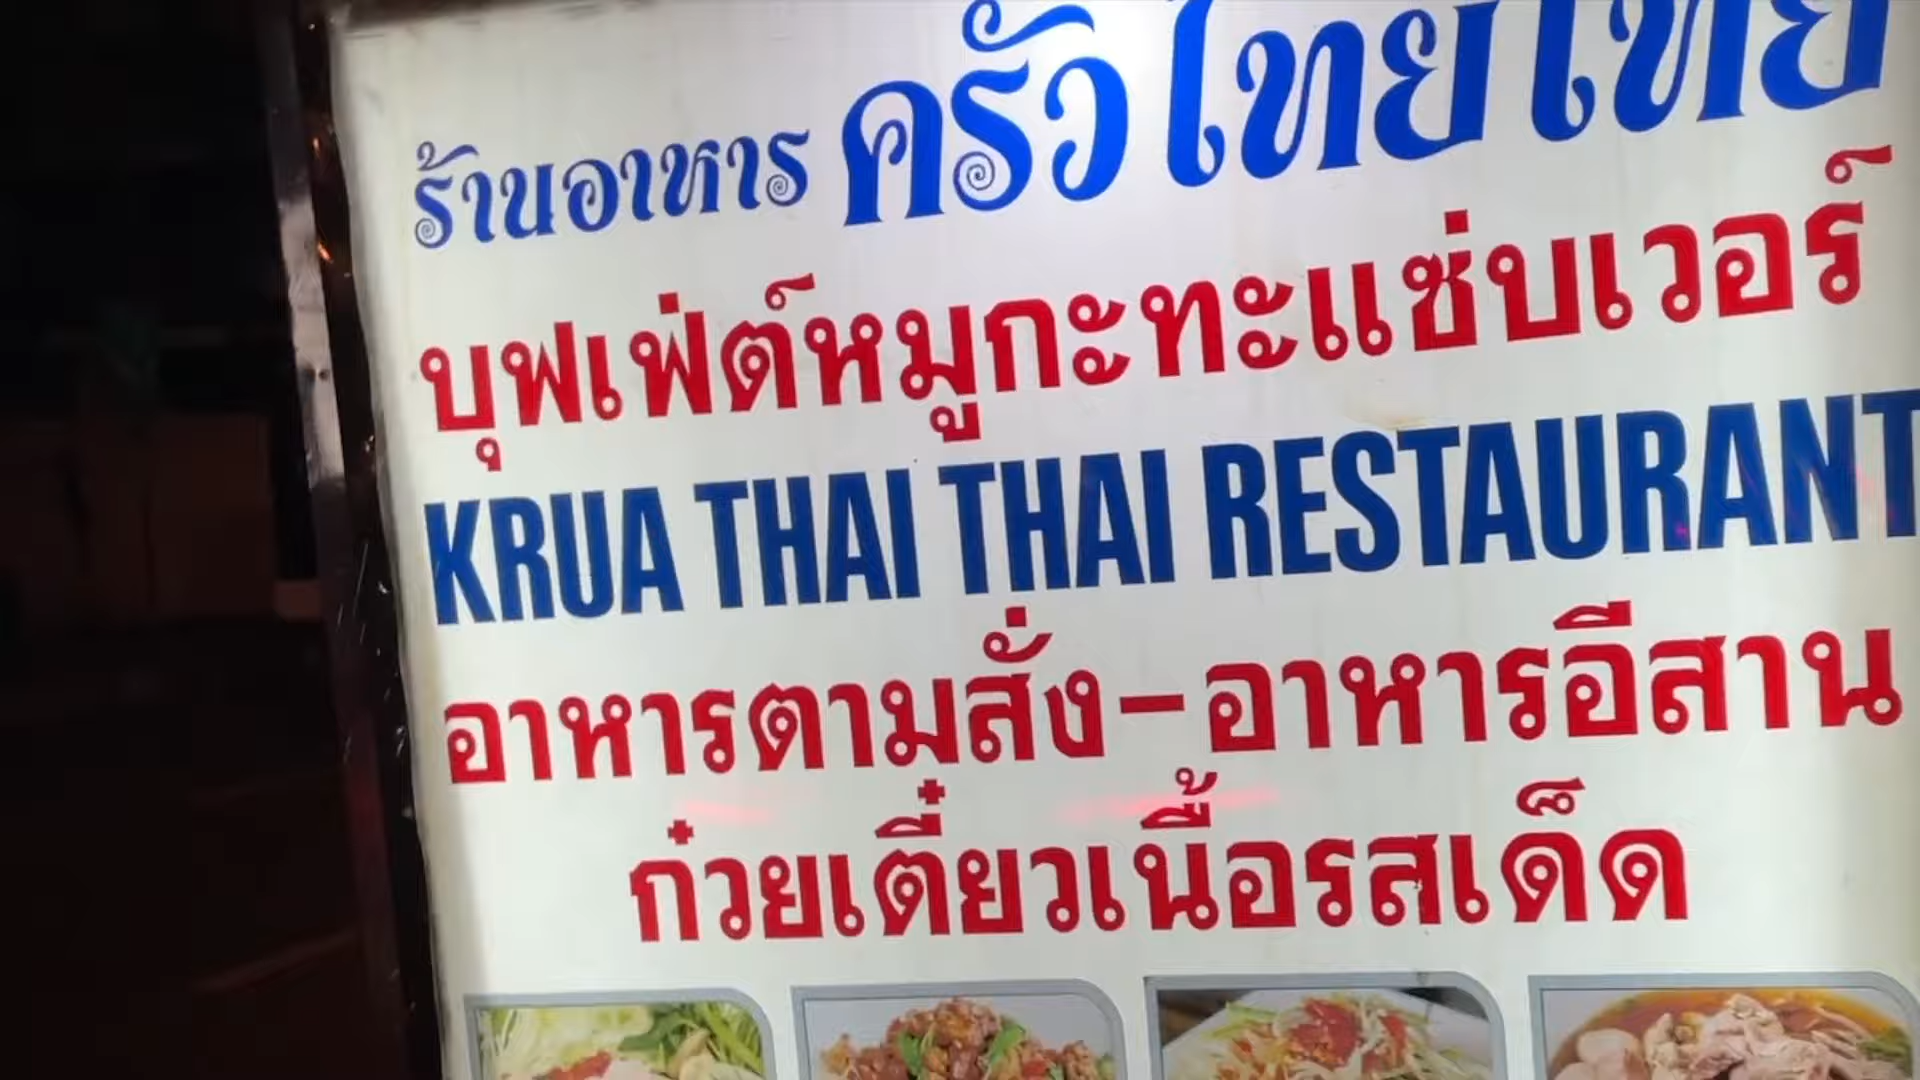 ร้านอาหาร ครัวไทยไทย
บุฟเฟ่ต์หมูกะทะแซ่บเวอร์
KRUA THAI THAI RESTAURANT
อาหารตามสั่ง-อาหารอีสาน
ก๋วยเตี๋ยวเนื้อรสเด็ด